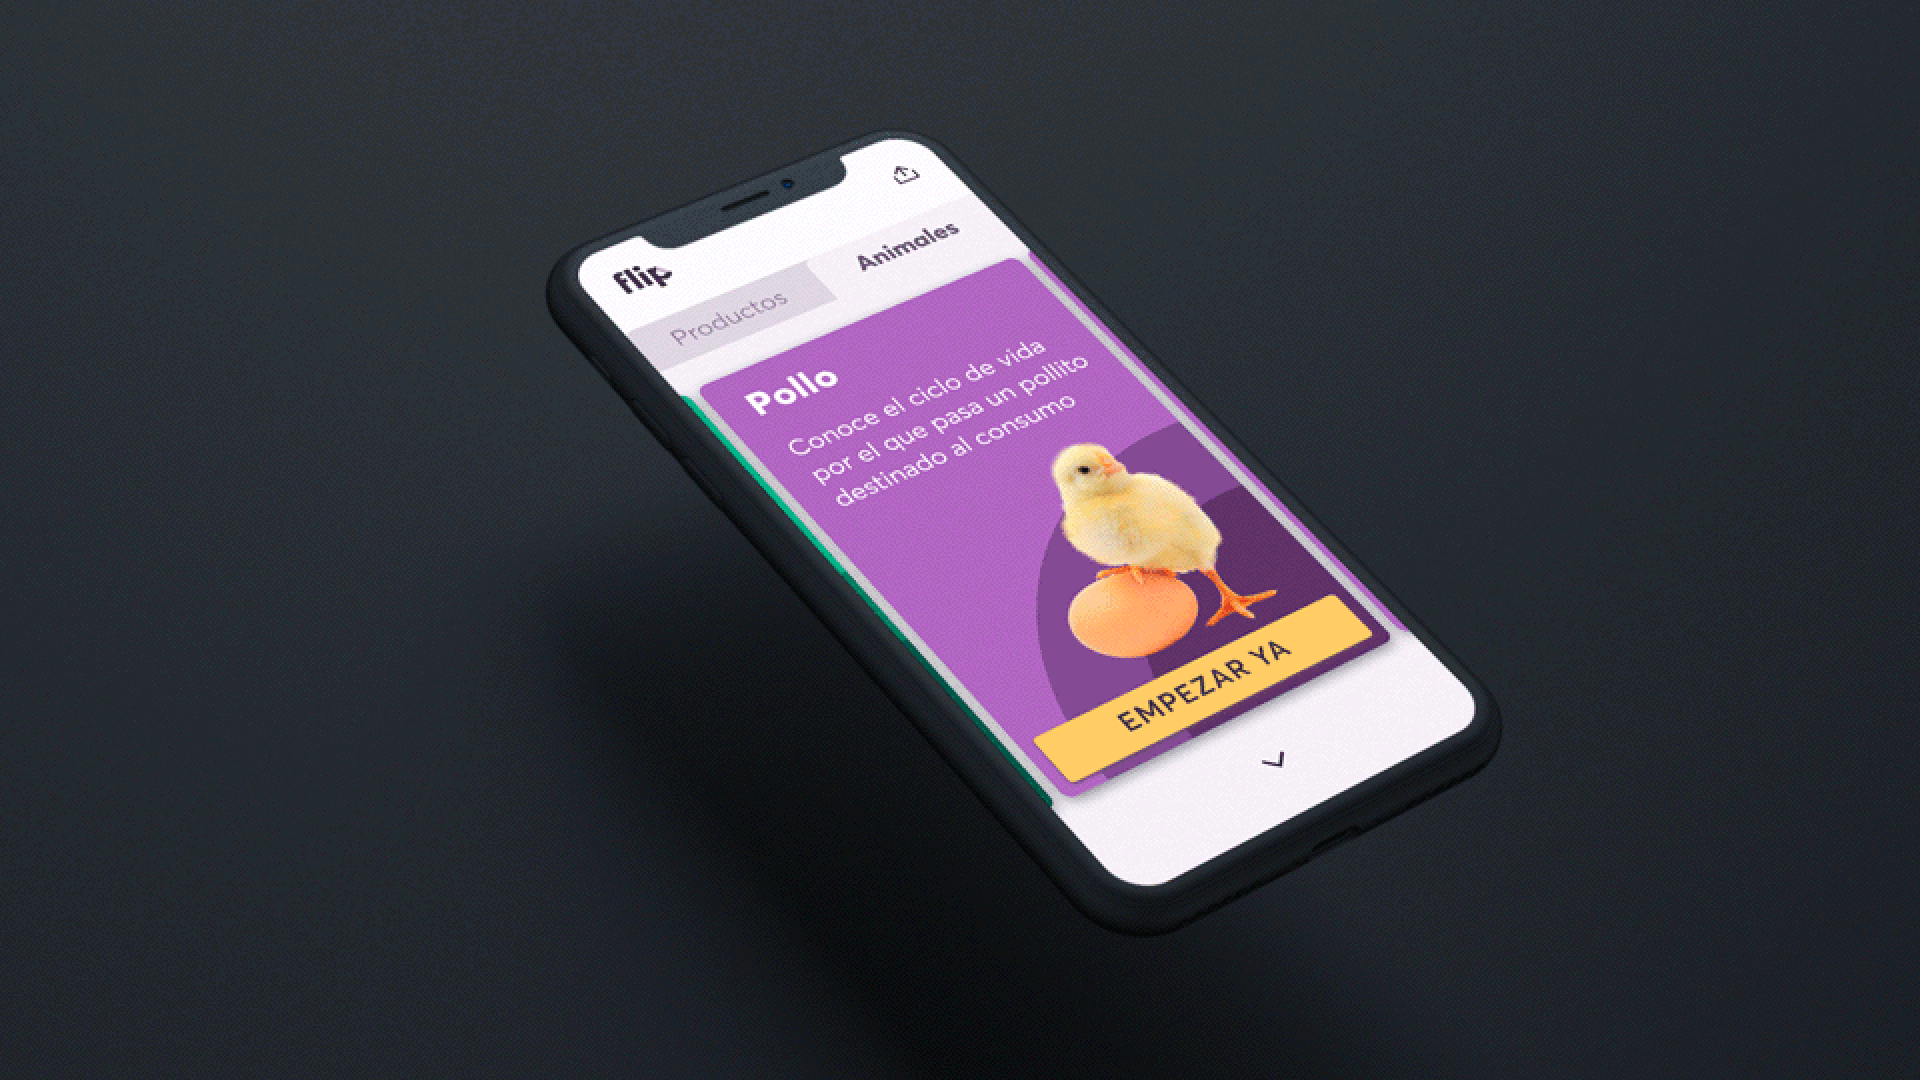 flip
Productos
Animales
Pollo
Conoce el ciclo de vida
por el que pasa un pollito
destinado al consumo
EMPEZAR YA